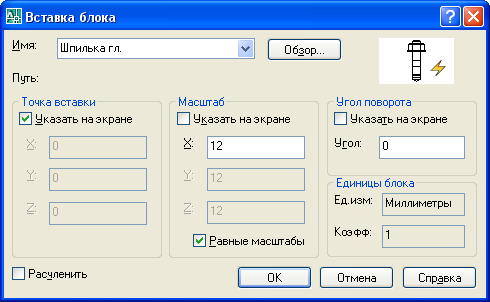 Вставка блока
Имя: Шпилька гл. Обзор...
Путь:
Точка вставки
Указать на экране
X: 0
Y: 0
Z: 0
Масштаб
Указать на экране
X: 12
Y: 12
Z: 12
Равные масштабы
Угол поворота
Указать на экране
Угол: 0
Единицы блока
Ед.изм: Миллиметры
Коэфф: 1
Расчленить
OK Отмена Справка